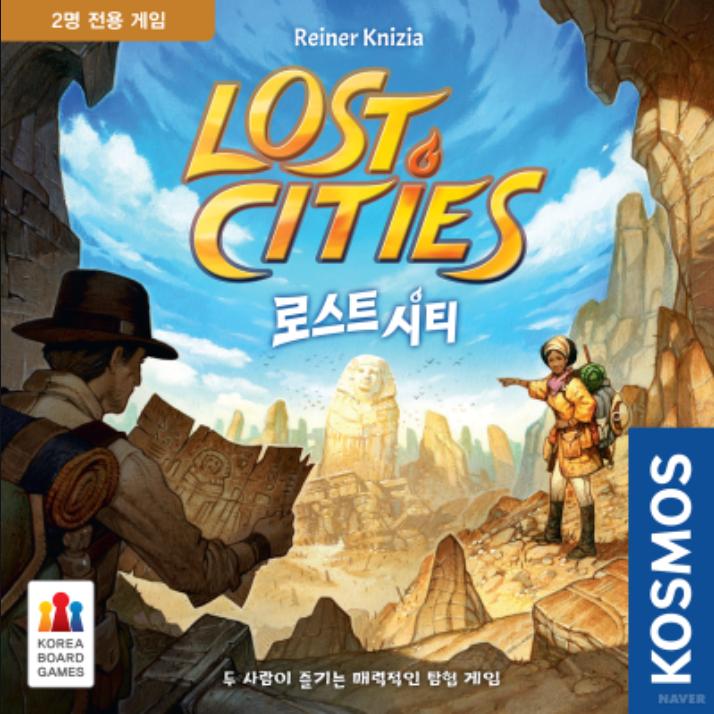 2명 전용 게임
Reiner Knizia
LOST
CITIES
로스트 시티
KOSMOS
KOREA
BOARD
GAMES
두 사람이 즐기는 매력적인 탐험 게임
NAVER